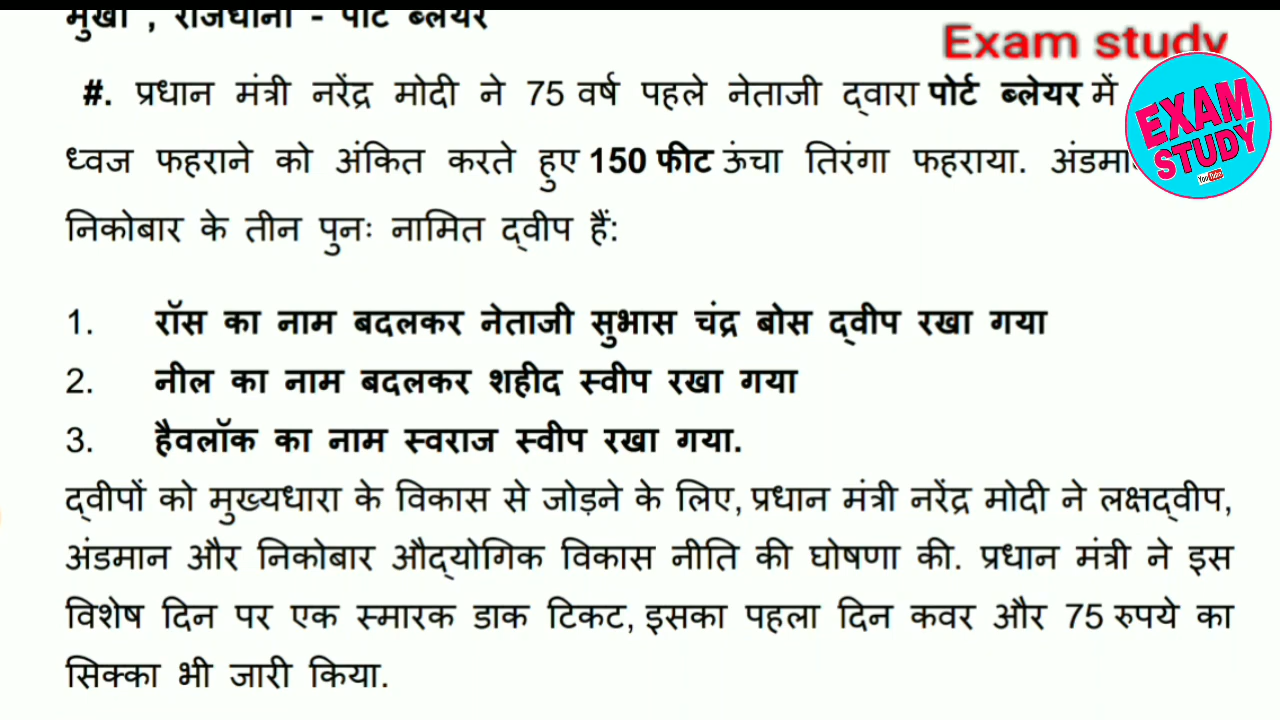 मुखी , राजधानी - पोर्ट ब्लेयर
Exam study
#. प्रधान मंत्री नरेंद्र मोदी ने 75 वर्ष पहले नेताजी द्वारा पोर्ट ब्लेयर में
EXAM
STUDY
YouTube
ध्वज फहराने को अंकित करते हुए 150 फीट ऊंचा तिरंगा फहराया. अंडमान
निकोबार के तीन पुनः नामित द्वीप हैं:
1. रॉस का नाम बदलकर नेताजी सुभास चंद्र बोस द्वीप रखा गया
2. नील का नाम बदलकर शहीद स्वीप रखा गया
3. हैवलॉक का नाम स्वराज स्वीप रखा गया.
द्वीपों को मुख्यधारा के विकास से जोड़ने के लिए, प्रधान मंत्री नरेंद्र मोदी ने लक्षद्वीप,
अंडमान और निकोबार औद्योगिक विकास नीति की घोषणा की. प्रधान मंत्री ने इस
विशेष दिन पर एक स्मारक डाक टिकट, इसका पहला दिन कवर और 75 रुपये का
सिक्का भी जारी किया.